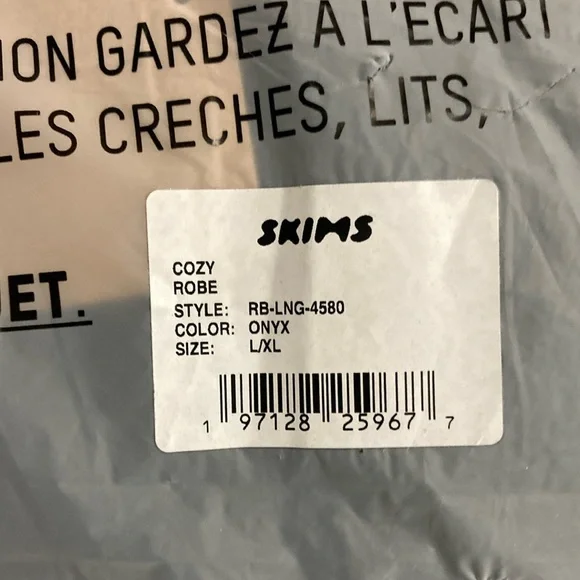 ION GARDEZ À L'ÉCART
LES CRECHES, LITS,
ET.
SKIMS
COZY
ROBE
STYLE: RB-LNG-4580
COLOR: ONYX
SIZE: L/XL
1 97128 25967 7